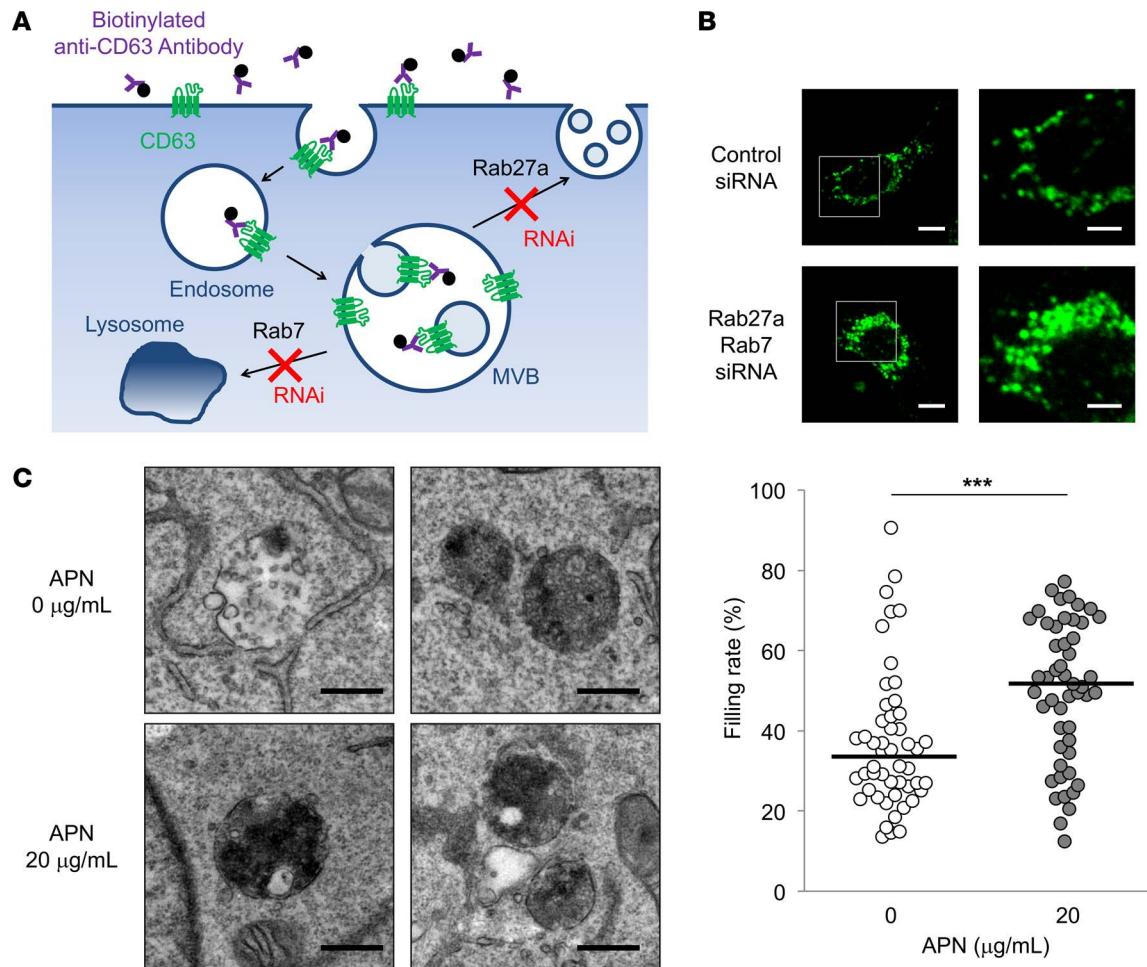 A
Biotinylated
anti-CD63 Antibody
CD63
Rab27a
RNAi
Endosome
Lysosome
Rab7
RNAi
MVB
B
Control
siRNA
Rab27a
Rab7
siRNA
C
APN
0 μg/mL
APN
20 μg/mL
100
80
60
40
20
0
Filling rate (%)
***
0
20
APN (μg/mL)